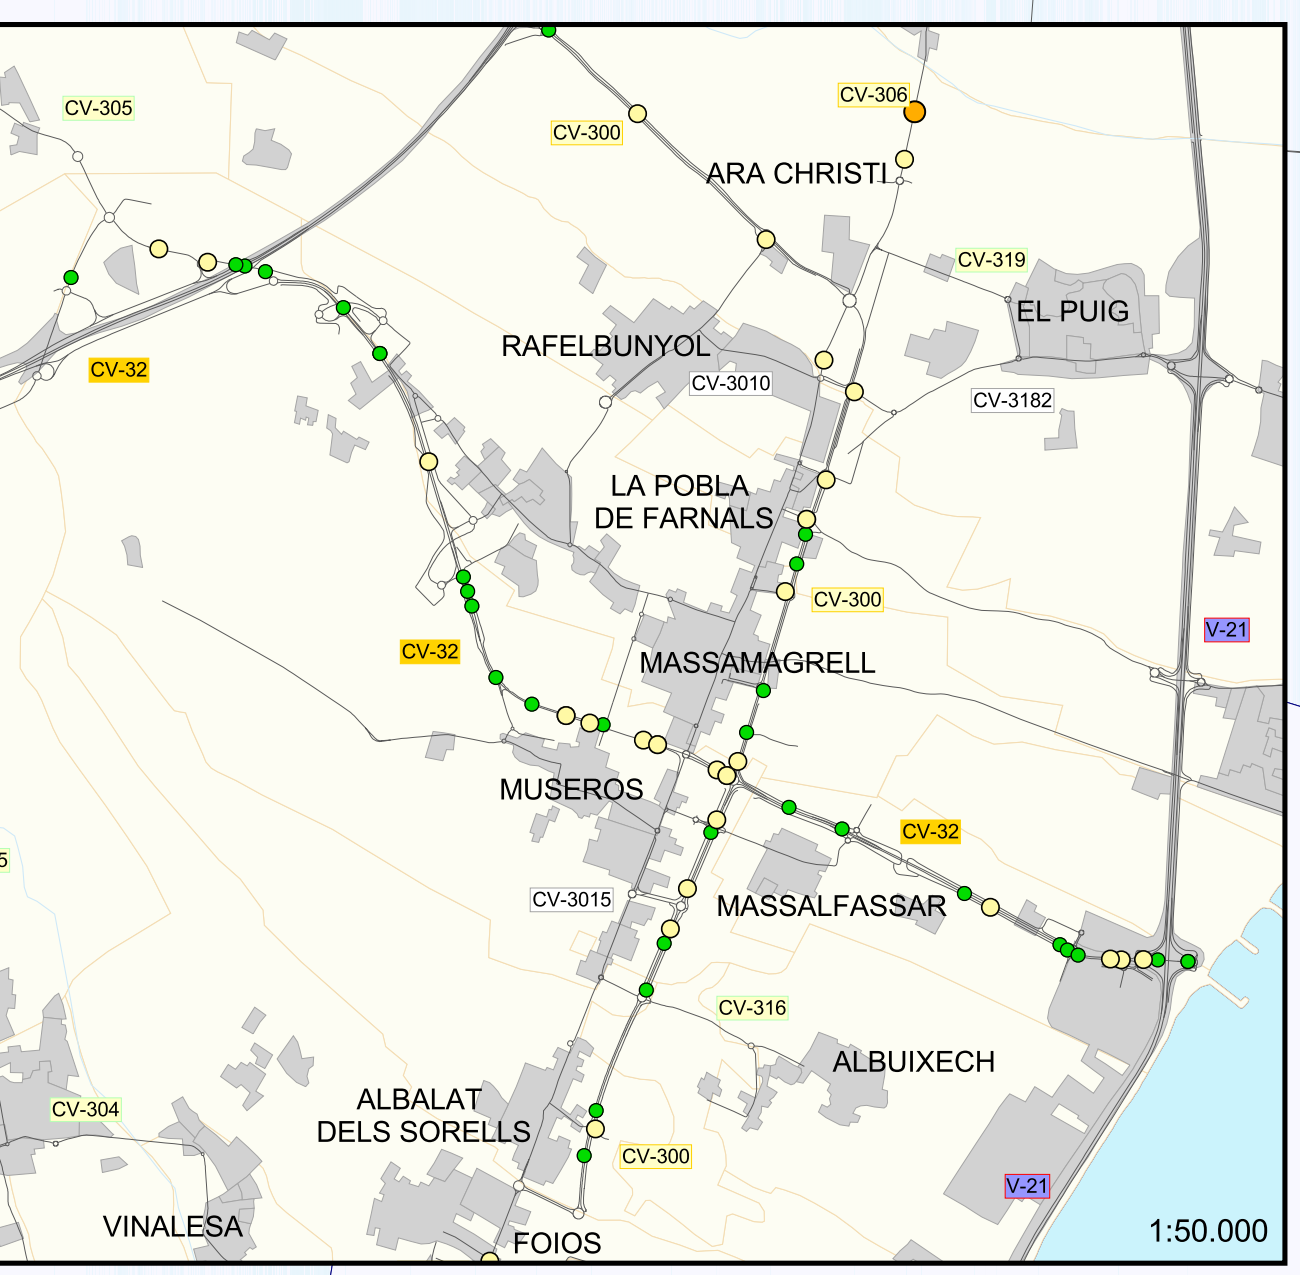 CV-305
CV-306
CV-300
ARA CHRISTI
CV-319
EL PUIG
RAFELBUNYOL
CV-32
CV-3010
CV-3182
LA POBLA
DE FARNALS
CV-300
V-21
CV-32
MASSAMAGRELL
MUSEROS
CV-32
5
CV-3015
MASSALFASSAR
CV-316
ALBUIXECH
ALBALAT
DELS SORELLS
CV-304
CV-300
V-21
VINALESA
FOIOS
1:50.000